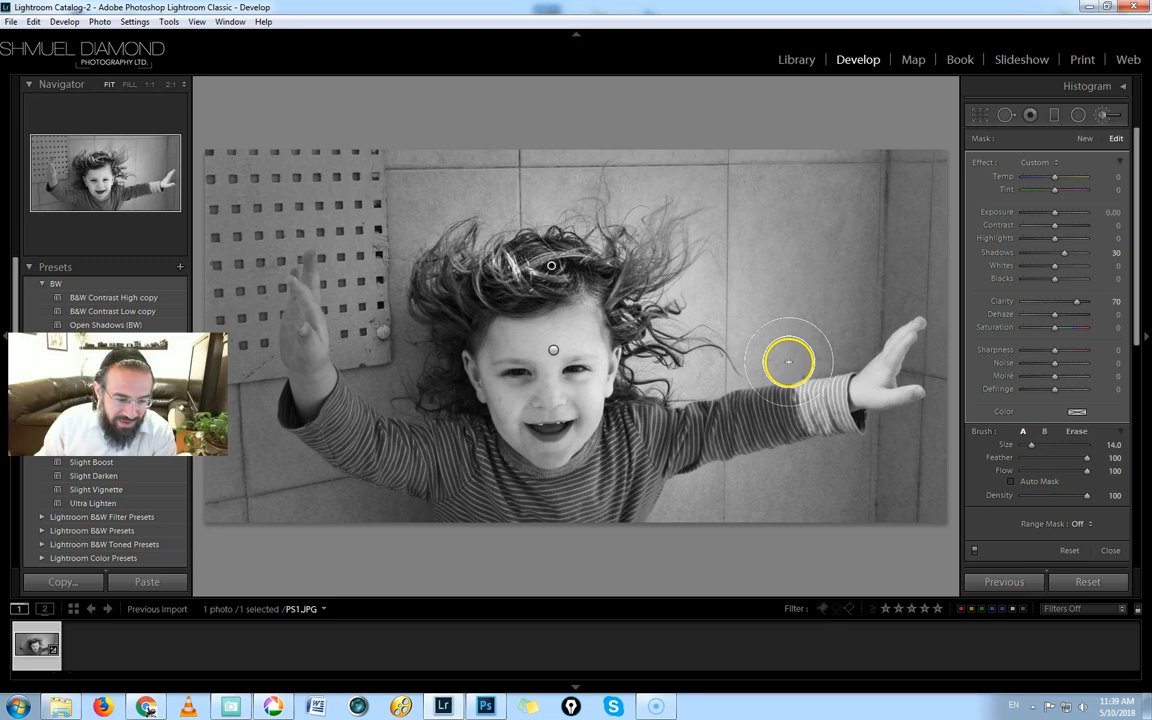 Lightroom Catalog-2 - Adobe Photoshop Lightroom Classic - Develop
File Edit Develop Photo Settings Tools View Window Help
SHMUEL DIAMOND
PHOTOGRAPHY LTD.
Library Develop Map Book Slideshow Print Web
Navigator FIT FILL 1:1 2:1
Histogram
Mask : New Edit
Effect : Custom
Temp 0
Tint 0
Exposure 0.00
Contrast 0
Highlights 0
Shadows 30
Whites 0
Blacks 0
Clarity 70
Dehaze 0
Saturation 0
Sharpness 0
Noise 0
Moiré 0
Defringe 0
Color
Brush : A B Erase
Size 14.0
Feather 100
Flow 100
Auto Mask
Density 100
Range Mask : Off
Reset Close
Previous Reset
Presets +
BW
B&W Contrast High copy
B&W Contrast Low copy
Open Shadows (BW)
Slight Boost
Slight Darken
Slight Vignette
Ultra Lighten
Lightroom B&W Filter Presets
Lightroom B&W Presets
Lightroom B&W Toned Presets
Lightroom Color Presets
Copy... Paste
1 2 Previous Import 1 photo /1 selected /PS1.JPG Filter : Filters Off
Lr Ps W S EN
11:39 AM
5/10/2018